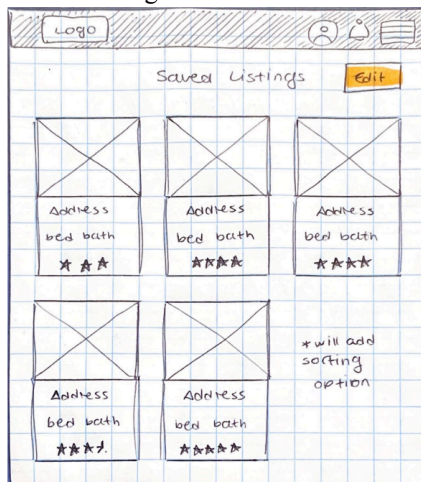 Logo
Saved Listings
Edit
Address
bed bath
Address
bed bath
Address
bed bath
Address
bed bath
Address
bed bath
* will add
sorting
option